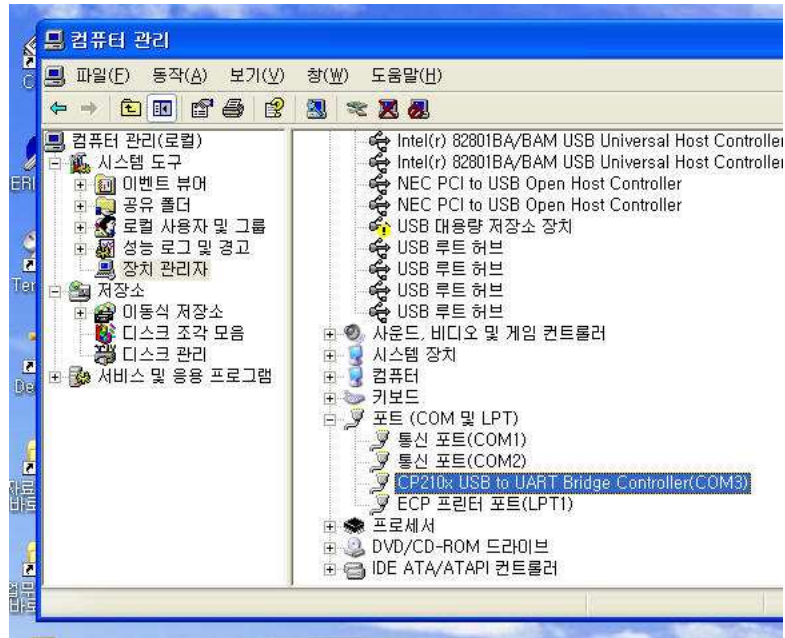 컴퓨터 관리
파일(F) 동작(A) 보기(V) 창(W) 도움말(H)
컴퓨터 관리(로컬)
시스템 도구
이벤트 뷰어
공유 폴더
로컬 사용자 및 그룹
성능 로그 및 경고
장치 관리자
저장소
이동식 저장소
디스크 조각 모음
디스크 관리
서비스 및 응용 프로그램
Intel(r) 82801BA/BAM USB Universal Host Controller
Intel(r) 82801BA/BAM USB Universal Host Controller
NEC PCI to USB Open Host Controller
NEC PCI to USB Open Host Controller
USB 대용량 저장소 장치
USB 루트 허브
USB 루트 허브
USB 루트 허브
USB 루트 허브
사운드, 비디오 및 게임 컨트롤러
시스템 장치
컴퓨터
키보드
포트 (COM 및 LPT)
통신 포트(COM1)
통신 포트(COM2)
CP210x USB to UART Bridge Controller(COM3)
ECP 프린터 포트(LPT1)
프로세서
DVD/CD-ROM 드라이브
IDE ATA/ATAPI 컨트롤러